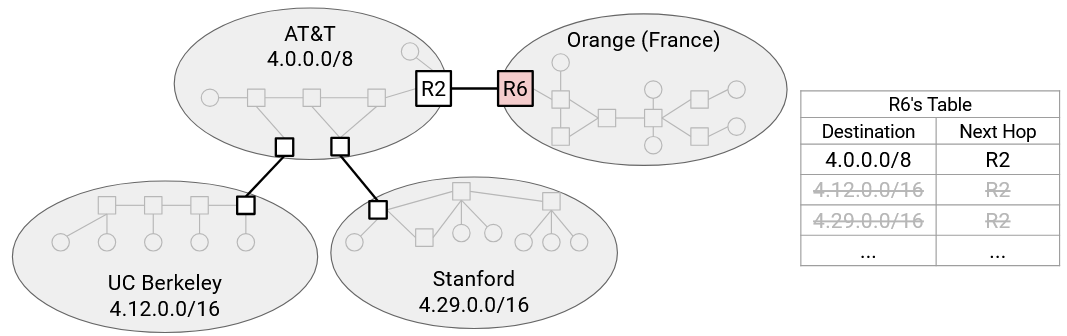 AT&T
4.0.0.0/8
R2
R6
Orange (France)
UC Berkeley
4.12.0.0/16
Stanford
4.29.0.0/16
R6's Table
Destination Next Hop
4.0.0.0/8 R2
4.12.0.0/16 R2
4.29.0.0/16 R2
... ...